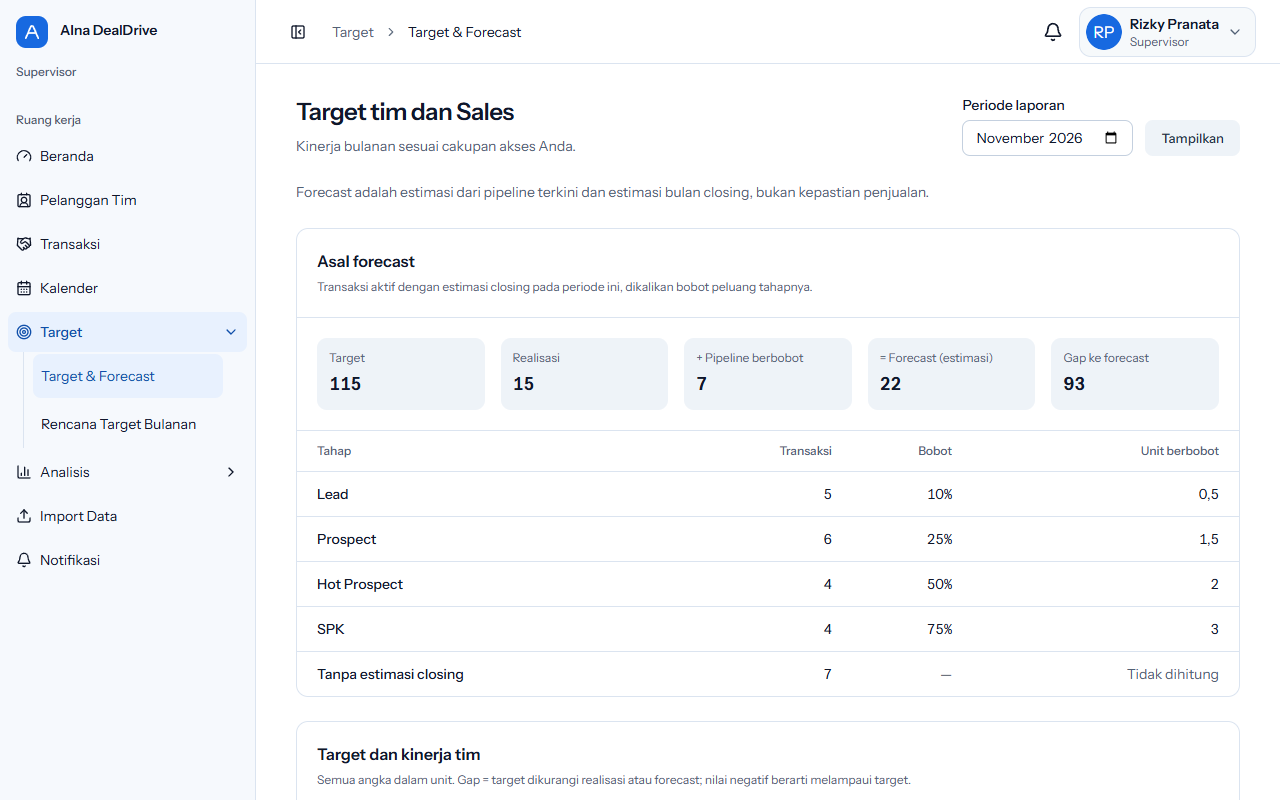 A
Alna DealDrive
Supervisor
Ruang kerja
Beranda
Pelanggan Tim
Transaksi
Kalender
Target
Target & Forecast
Rencana Target Bulanan
Analisis
Import Data
Notifikasi
Target > Target & Forecast
RP
Rizky Pranata
Supervisor
Target tim dan Sales
Kinerja bulanan sesuai cakupan akses Anda.
Periode laporan
November 2026
Tampilkan
Forecast adalah estimasi dari pipeline terkini dan estimasi bulan closing, bukan kepastian penjualan.
Asal forecast
Transaksi aktif dengan estimasi closing pada periode ini, dikalikan bobot peluang tahapnya.
Target
115
Realisasi
15
+ Pipeline berbobot
7
= Forecast (estimasi)
22
Gap ke forecast
93
Tahap Transaksi Bobot Unit berbobot
Lead 5 10% 0,5
Prospect 6 25% 1,5
Hot Prospect 4 50% 2
SPK 4 75% 3
Tanpa estimasi closing 7 — Tidak dihitung
Target dan kinerja tim
Semua angka dalam unit. Gap = target dikurangi realisasi atau forecast; nilai negatif berarti melampaui target.